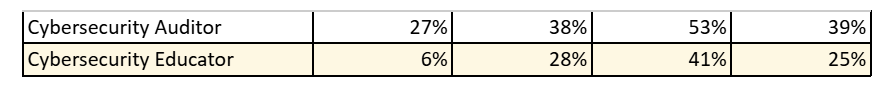 Cybersecurity Auditor 27% 38% 53% 39%
Cybersecurity Educator 6% 28% 41% 25%